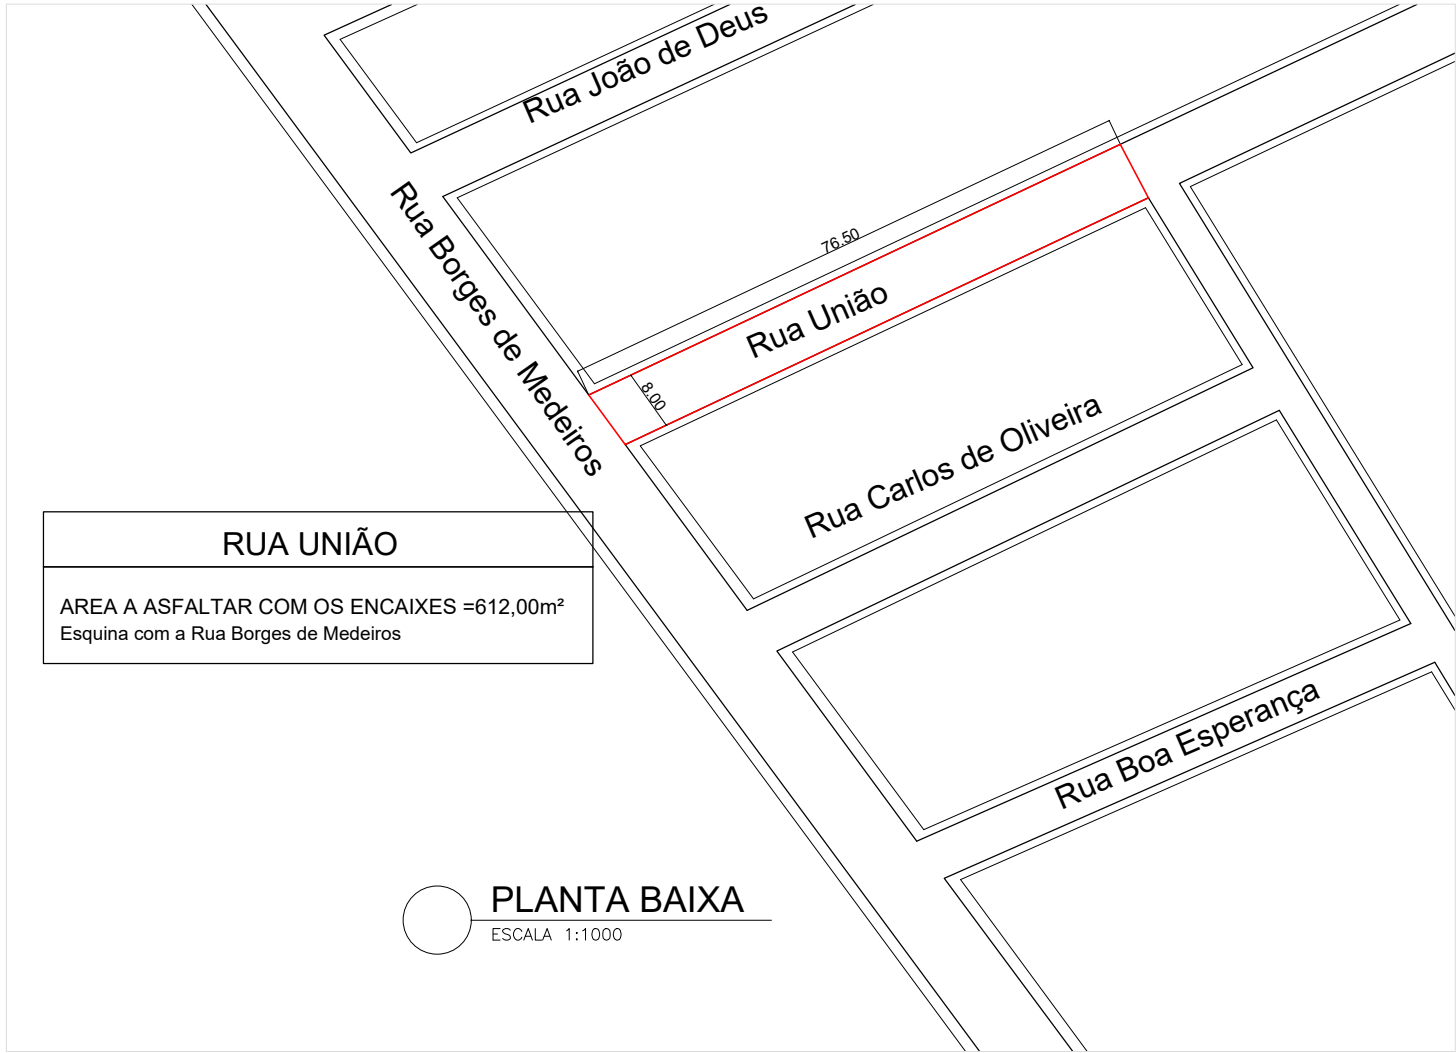 Rua João de Deus
Rua Borges de Medeiros
76.50
Rua União
8.00
Rua Carlos de Oliveira
RUA UNIÃO
AREA A ASFALTAR COM OS ENCAIXES =612,00m²
Esquina com a Rua Borges de Medeiros
Rua Boa Esperança
PLANTA BAIXA
ESCALA 1:1000